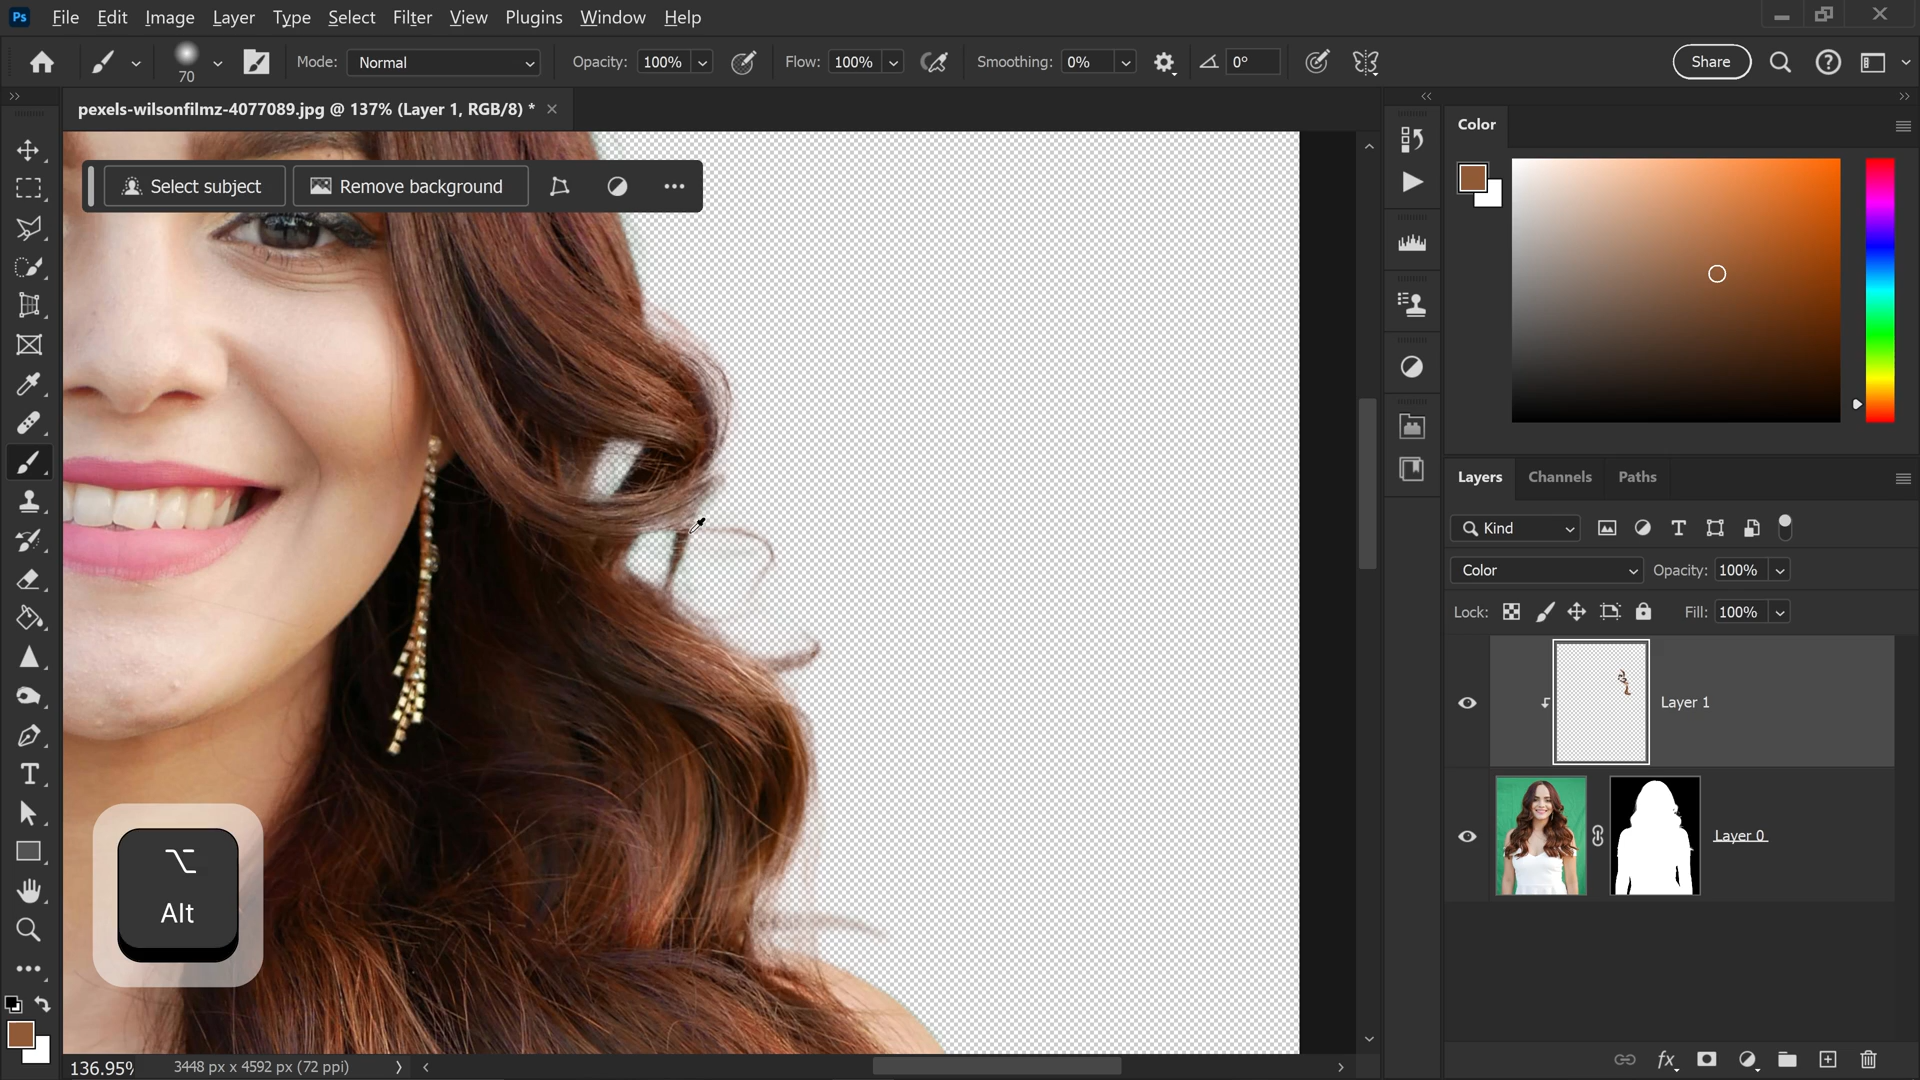 Ps File Edit Image Layer Type Select Filter View Plugins Window Help
70 Mode: Normal Opacity: 100% Flow: 100% Smoothing: 0% 0° Share
pexels-wilsonfilmz-4077089.jpg @ 137% (Layer 1, RGB/8) *
Select subject Remove background
Color
Layers Channels Paths
Kind
Color Opacity: 100%
Lock: Fill: 100%
Layer 1
Layer 0
Alt
136.95% 3448 px x 4592 px (72 ppi)
fx